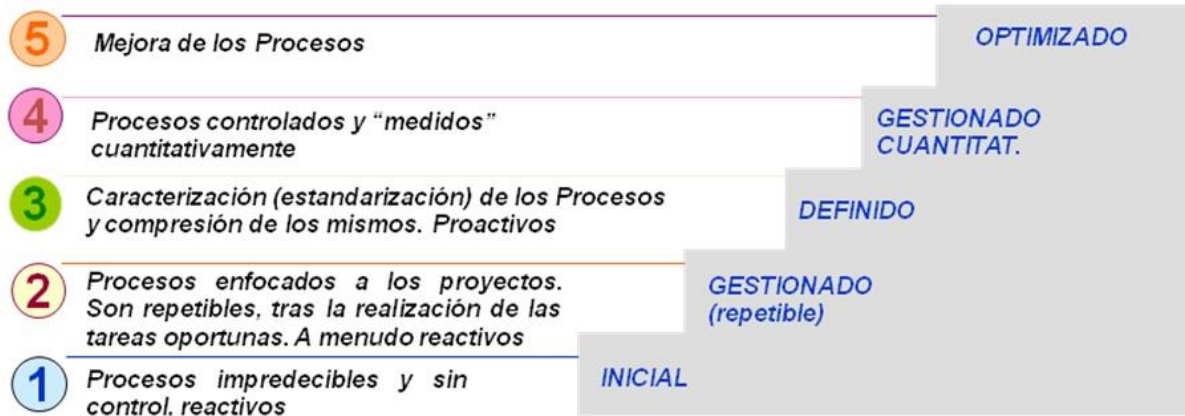 5 Mejora de los Procesos OPTIMIZADO
4 Procesos controlados y “medidos” GESTIONADO
cuantitativamente CUANTITAT.
3 Caracterización (estandarización) de los Procesos
y compresión de los mismos. Proactivos DEFINIDO
2 Procesos enfocados a los proyectos. GESTIONADO
Son repetibles, tras la realización de las (repetible)
tareas oportunas. A menudo reactivos
1 Procesos impredecibles y sin INICIAL
control, reactivos